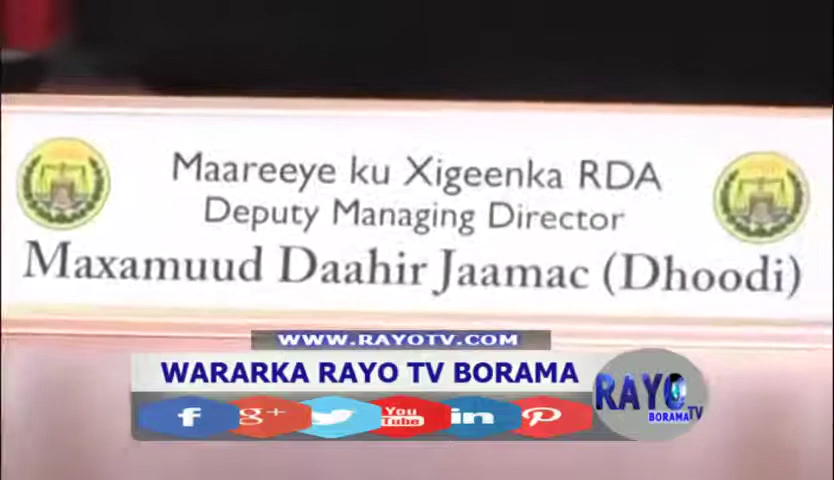 Maareeye ku Xigeenka RDA
Deputy Managing Director
Maxamuud Daahir Jaamac (Dhoodi)
WWW.RAYOTV.COM
WARARKA RAYO TV BORAMA
f
g+
You
Tube
in
RAYO
BORAMA TV